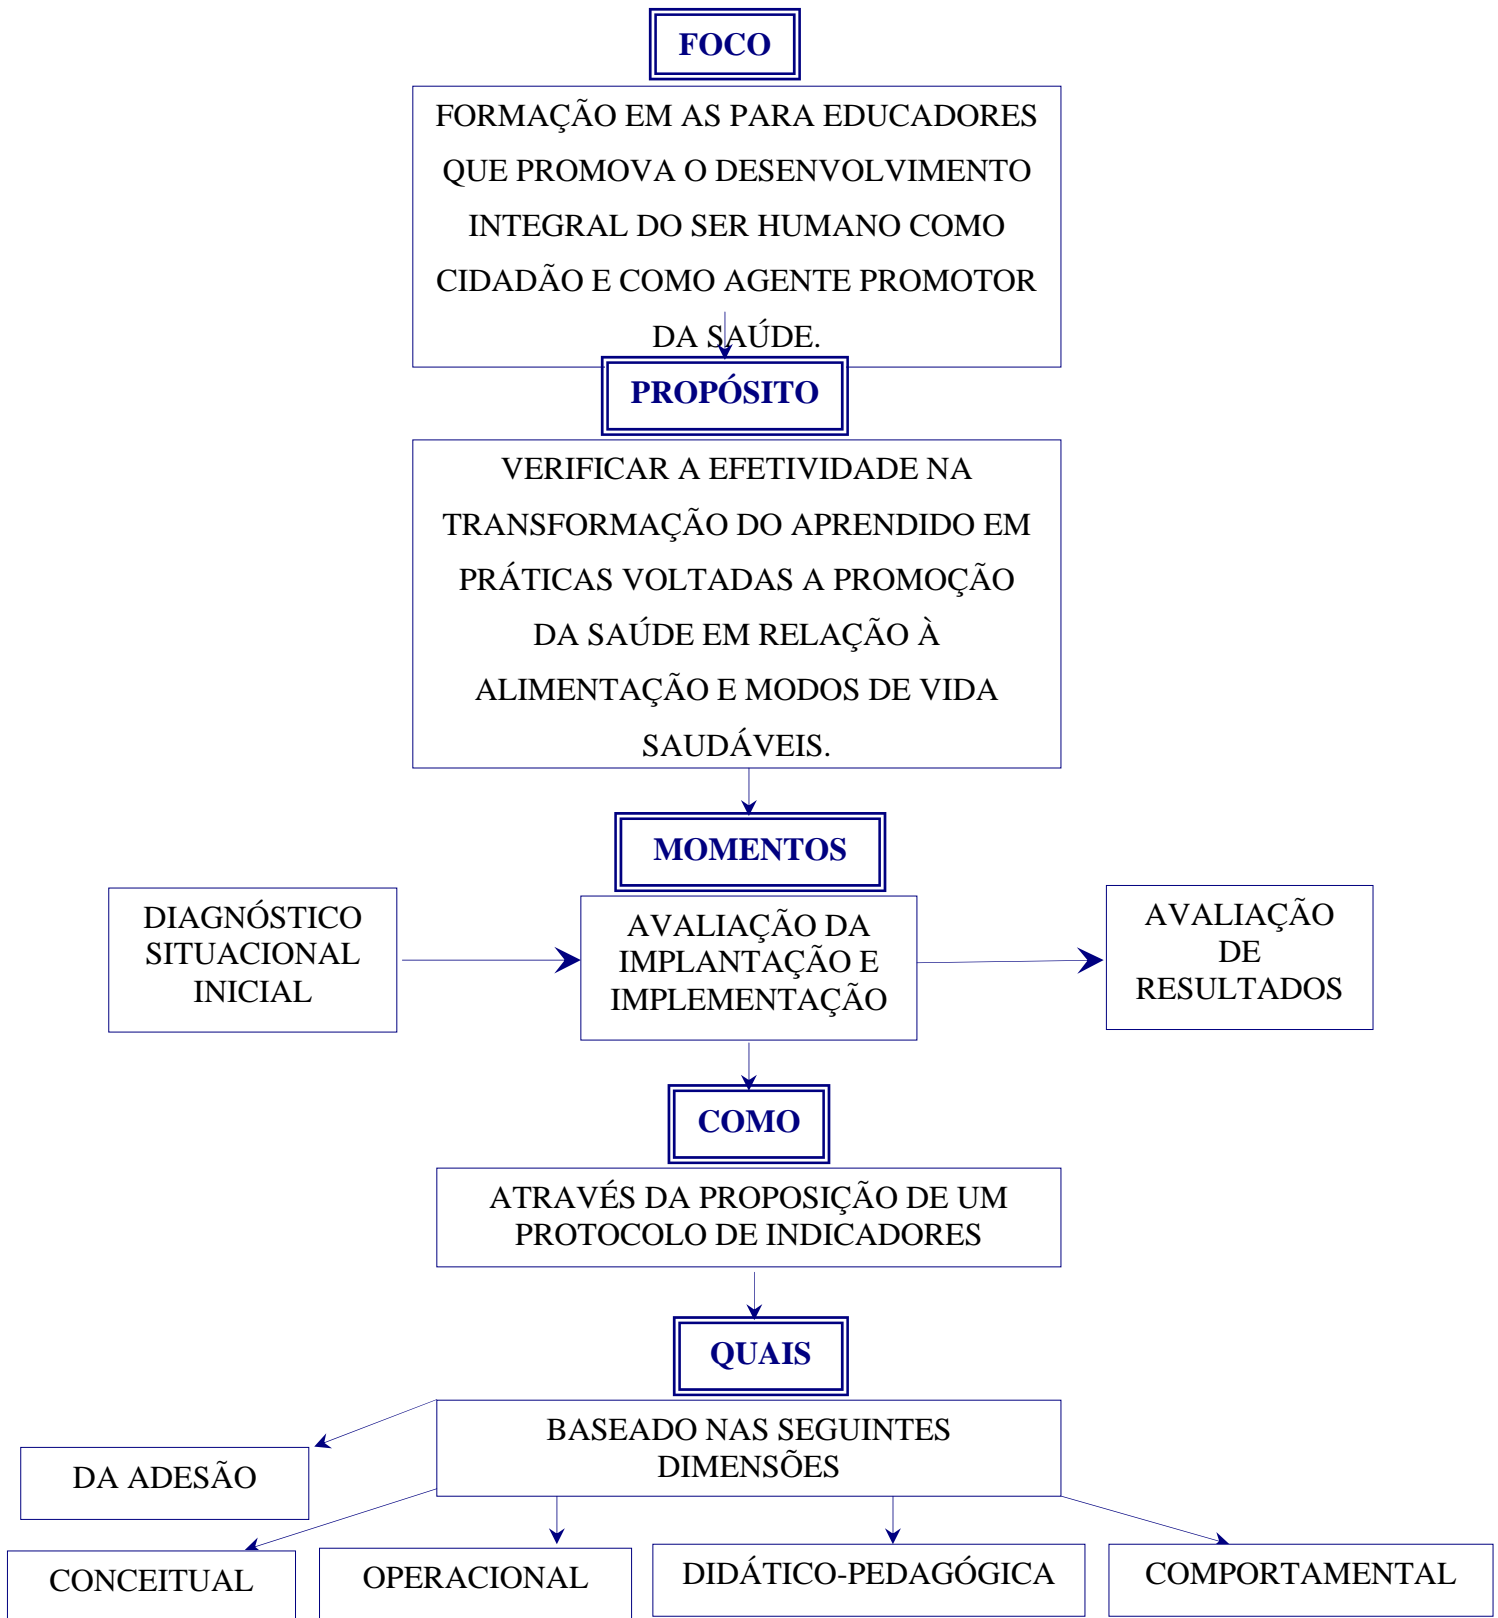 FOCO
FORMAÇÃO EM AS PARA EDUCADORES
QUE PROMOVA O DESENVOLVIMENTO
INTEGRAL DO SER HUMANO COMO
CIDADÃO E COMO AGENTE PROMOTOR
DA SAÚDE.
PROPÓSITO
VERIFICAR A EFETIVIDADE NA
TRANSFORMAÇÃO DO APRENDIDO EM
PRÁTICAS VOLTADAS A PROMOÇÃO
DA SAÚDE EM RELAÇÃO À
ALIMENTAÇÃO E MODOS DE VIDA
SAUDÁVEIS.
MOMENTOS
DIAGNÓSTICO
SITUACIONAL
INICIAL
AVALIAÇÃO DA
IMPLANTAÇÃO E
IMPLEMENTAÇÃO
AVALIAÇÃO
DE
RESULTADOS
COMO
ATRAVÉS DA PROPOSIÇÃO DE UM
PROTOCOLO DE INDICADORES
QUAIS
BASEADO NAS SEGUINTES
DIMENSÕES
DA ADESÃO
CONCEITUAL
OPERACIONAL
DIDÁTICO-PEDAGÓGICA
COMPORTAMENTAL